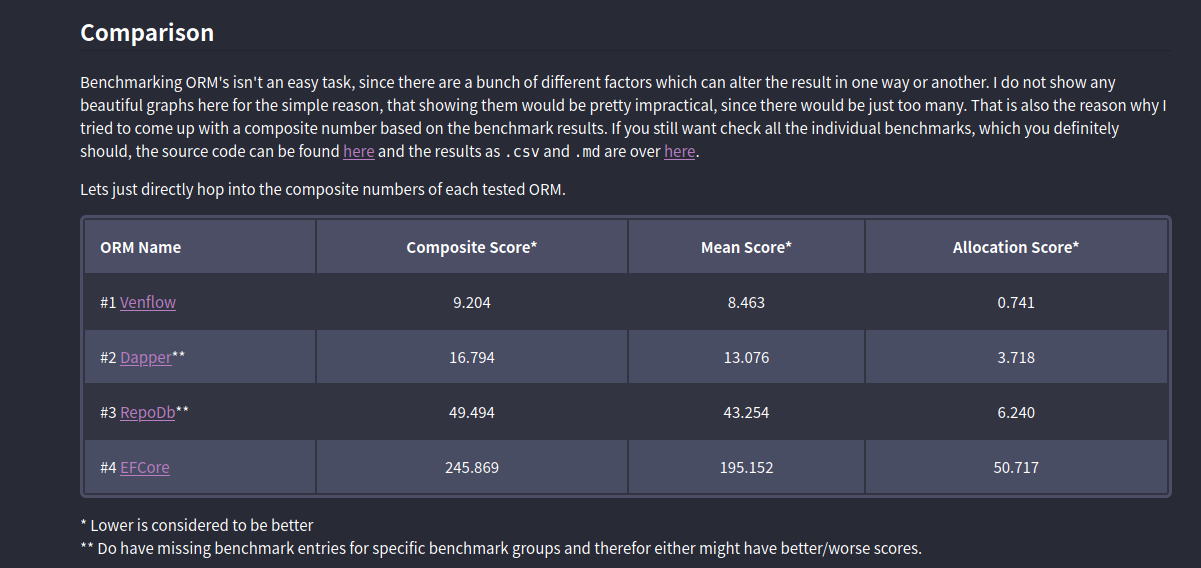 Comparison
Benchmarking ORM's isn't an easy task, since there are a bunch of different factors which can alter the result in one way or another. I do not show any
beautiful graphs here for the simple reason, that showing them would be pretty impractical, since there would be just too many. That is also the reason why I
tried to come up with a composite number based on the benchmark results. If you still want check all the individual benchmarks, which you definitely
should, the source code can be found here and the results as .csv and .md are over here.
Lets just directly hop into the composite numbers of each tested ORM.
ORM Name Composite Score* Mean Score* Allocation Score*
#1 Venflow 9.204 8.463 0.741
#2 Dapper** 16.794 13.076 3.718
#3 RepoDb** 49.494 43.254 6.240
#4 EFCore 245.869 195.152 50.717
* Lower is considered to be better
** Do have missing benchmark entries for specific benchmark groups and therefor either might have better/worse scores.